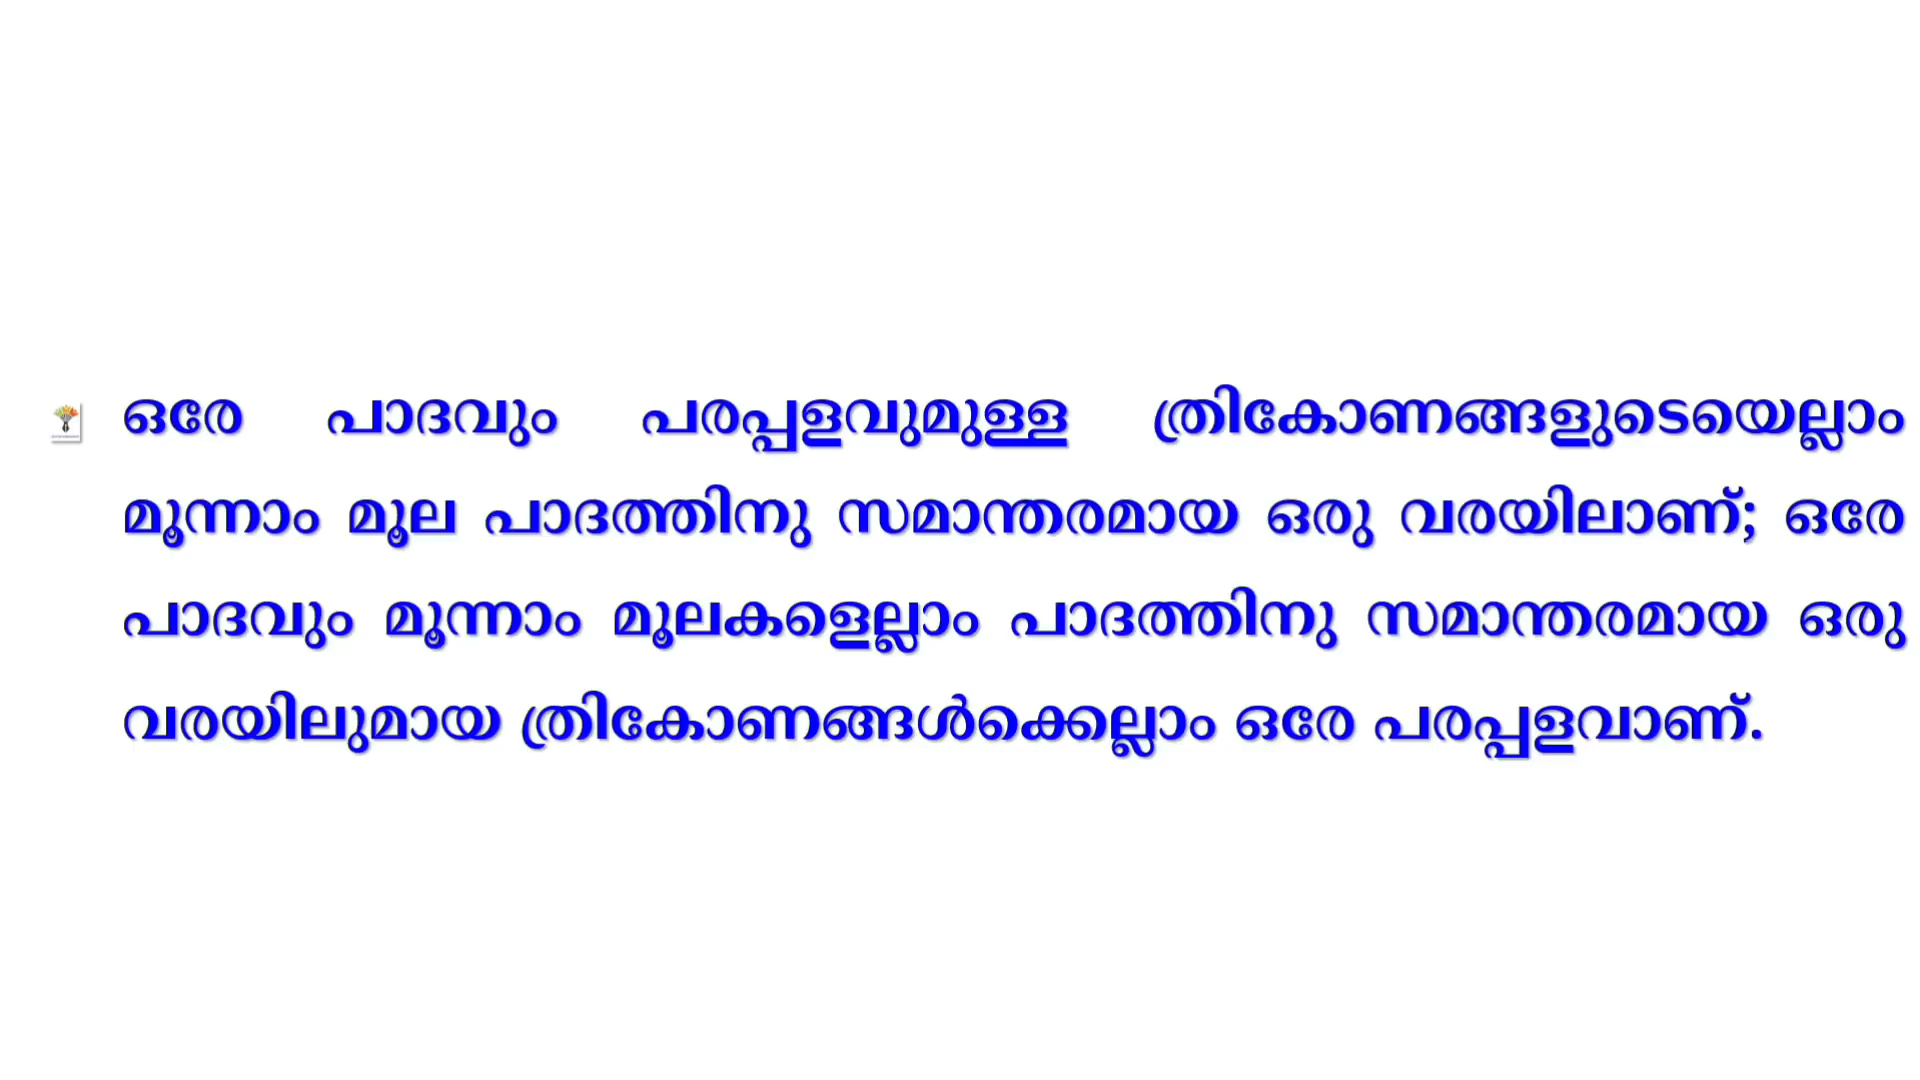 ഒരേ പാദവും പരപ്പളവുമുള്ള ത്രികോണങ്ങളുടെയെല്ലാം
മൂന്നാം മൂല പാദത്തിനു സമാന്തരമായ ഒരു വരയിലാണ്; ഒരേ
പാദവും മൂന്നാം മൂലകളെല്ലാം പാദത്തിനു സമാന്തരമായ ഒരു
വരയിലുമായ ത്രികോണങ്ങൾക്കെല്ലാം ഒരേ പരപ്പളവാണ്.